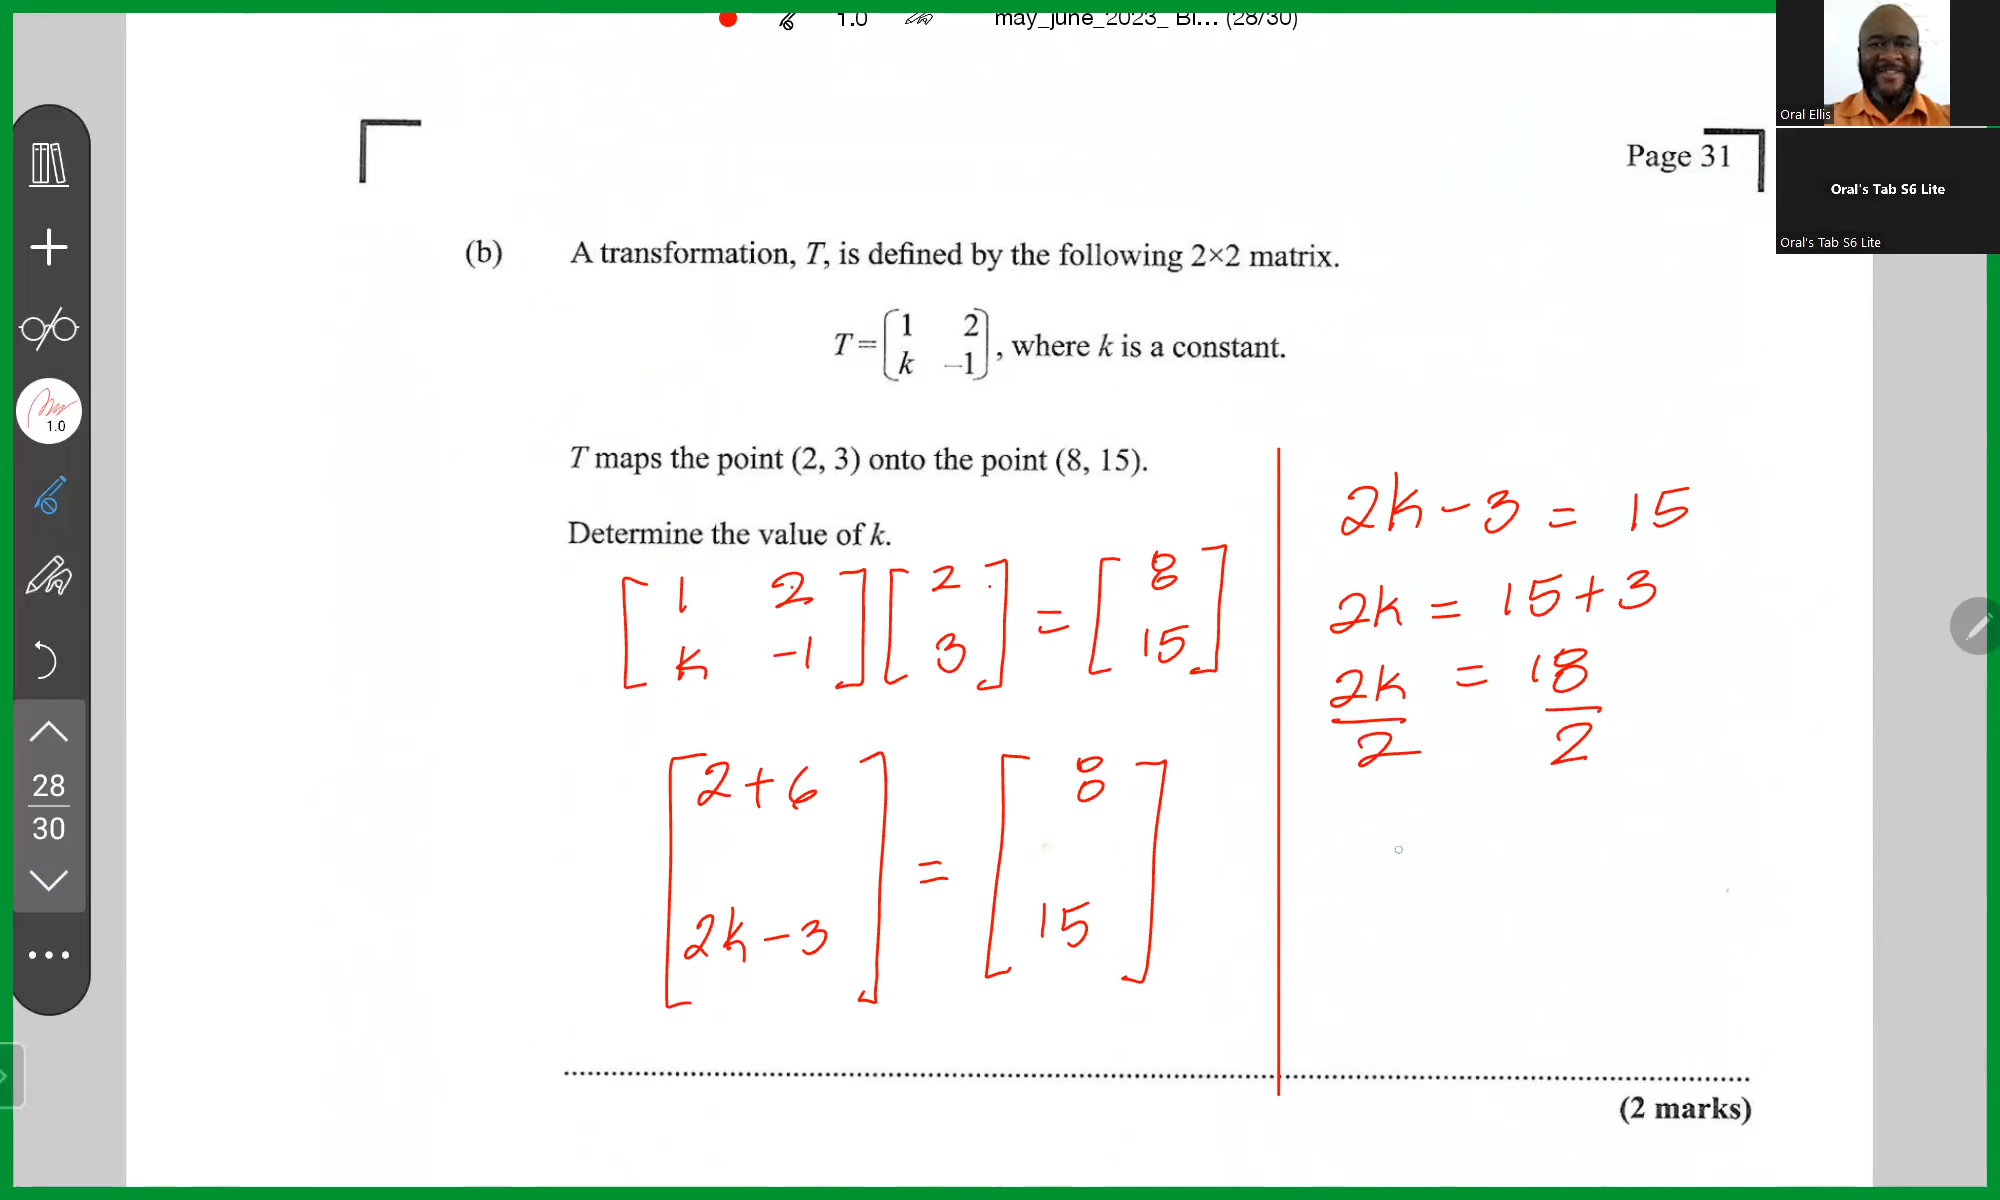 1.0 may_june_2023_ BI... (28/30)
Oral Ellis
Page 31
Oral's Tab S6 Lite
Oral's Tab S6 Lite
(b) A transformation, T, is defined by the following 2×2 matrix.
T = [1 2
k −1], where k is a constant.
1.0
T maps the point (2, 3) onto the point (8, 15).
Determine the value of k.
[1 2
k -1] [2
3] = [8
15]
[2+6
2k-3] = [8
15]
2k-3 = 15
2k = 15+3
2k/2 = 18/2
28
30
(2 marks)